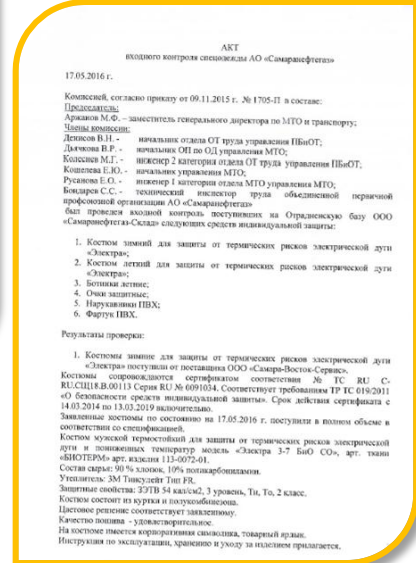 АКТ
входного контроля спецодежды АО «Самаранефтегаз»
17.05.2016 г.
Комиссией, согласно приказу от 09.11.2015 г. № 1705-П в составе:
Председатель:
Аржанов М.Ф. – заместитель генерального директора по МТО и транспорту;
Члены комиссии:
Денисов В.Н. - начальник отдела ОТ труда управления ПБиОТ;
Дьячкова В.Р. - начальник ОП по ОД управления МТО;
Колесняк М.Г. - инженер 2 категории отдела ОТ труда управления ПБиОТ;
Кошелева Е.Ю. - начальник управления МТО;
Русанова Е.О. - инженер 1 категории отдела МТО управления МТО;
Бондарев С.С. - технический инспектор труда объединенной первичной
профсоюзной организации АО «Самаранефтегаз»
был проведен входной контроль поступивших на Отрадненскую базу ООО
«Самаранефтегаз-Склад» следующих средств индивидуальной защиты:
1. Костюм зимний для защиты от термических рисков электрической дуги
«Электра»;
2. Костюм летний для защиты от термических рисков электрической дуги
«Электра»;
3. Ботинки летние;
4. Очки защитные;
5. Нарукавники ПВХ;
6. Фартук ПВХ.
Результаты проверки:
1. Костюмы зимние для защиты от термических рисков электрической дуги
«Электра» поступили от поставщика ООО «Самара-Восток-Сервис».
Костюмы сопровождаются сертификатом соответствия № ТС RU С-
RU.СЩ18.В.00113 Серия RU № 0091034. Соответствует требованиям ТР ТС 019/2011
«О безопасности средств индивидуальной защиты». Срок действия сертификата с
14.03.2014 по 13.03.2019 включительно.
Заявленные костюмы по состоянию на 17.05.2016 г. поступили в полном объеме в
соответствии со спецификацией.
Костюм мужской термостойкий для защиты от термических рисков электрической
дуги и пониженных температур модель «Электра 3-7 БиО СО», арт. ткани
«БИОТЕРМ» арт. изделия 113-0072-01.
Состав сырья: 90 % хлопок, 10% поликарбониламин.
Утеплитель: 3М Тинсулейт Тип FR.
Защитные свойства: ЗЭТВ 54 кал/см2, 3 уровень, Ти, То, 2 класс.
Костюм состоит из куртки и полукомбинезона.
Цветовое решение соответствует заявленному.
Качество пошива - удовлетворительное.
На костюме имеется корпоративная символика, товарный ярлык.
Инструкция по эксплуатации, хранению и уходу за изделием прилагается.